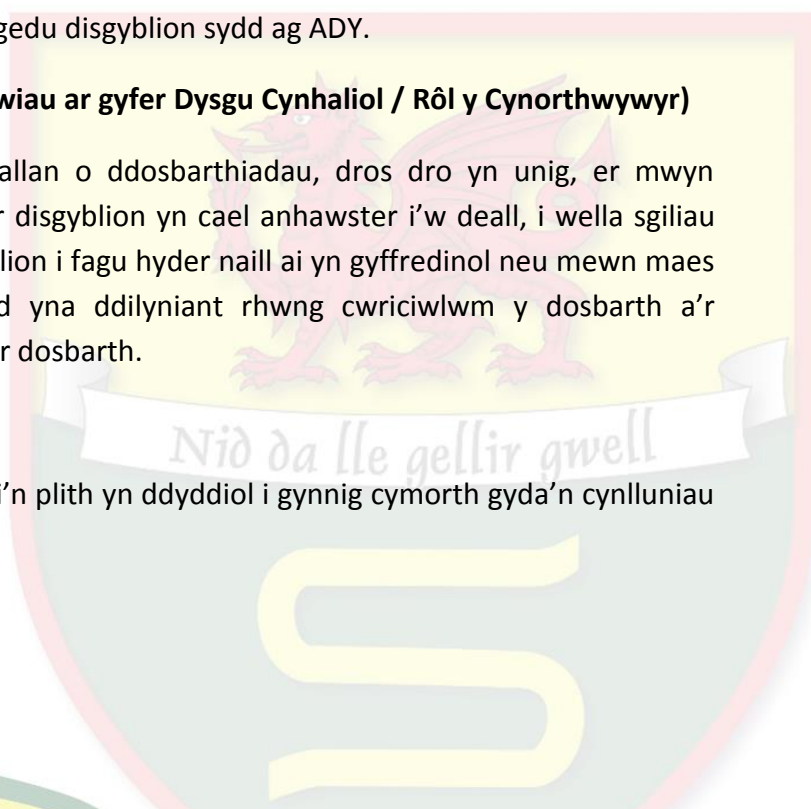 gedu disgyblion sydd ag ADY.
wiau ar gyfer Dysgu Cynhaliol / Rôl y Cynorthwywyr)
allan o ddosbarthiadau, dros dro yn unig, er mwyn
r disgyblion yn cael anhawster i'w deall, i wella sgiliau
lion i fagu hyder naill ai yn gyffredinol neu mewn maes
d yna ddilyniant rhwng cwriciwlwm y dosbarth a'r
r dosbarth.
Nid da lle gellir gwell
i'n plith yn ddyddiol i gynnig cymorth gyda'n cynlluniau